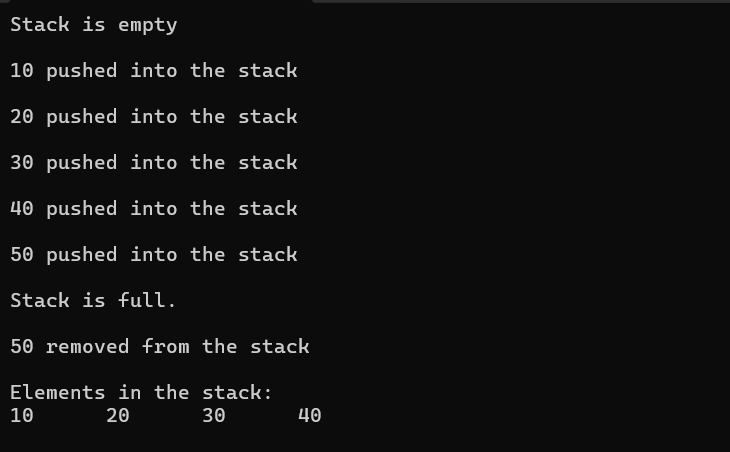 Stack is empty
10 pushed into the stack
20 pushed into the stack
30 pushed into the stack
40 pushed into the stack
50 pushed into the stack
Stack is full.
50 removed from the stack
Elements in the stack:
10 20 30 40